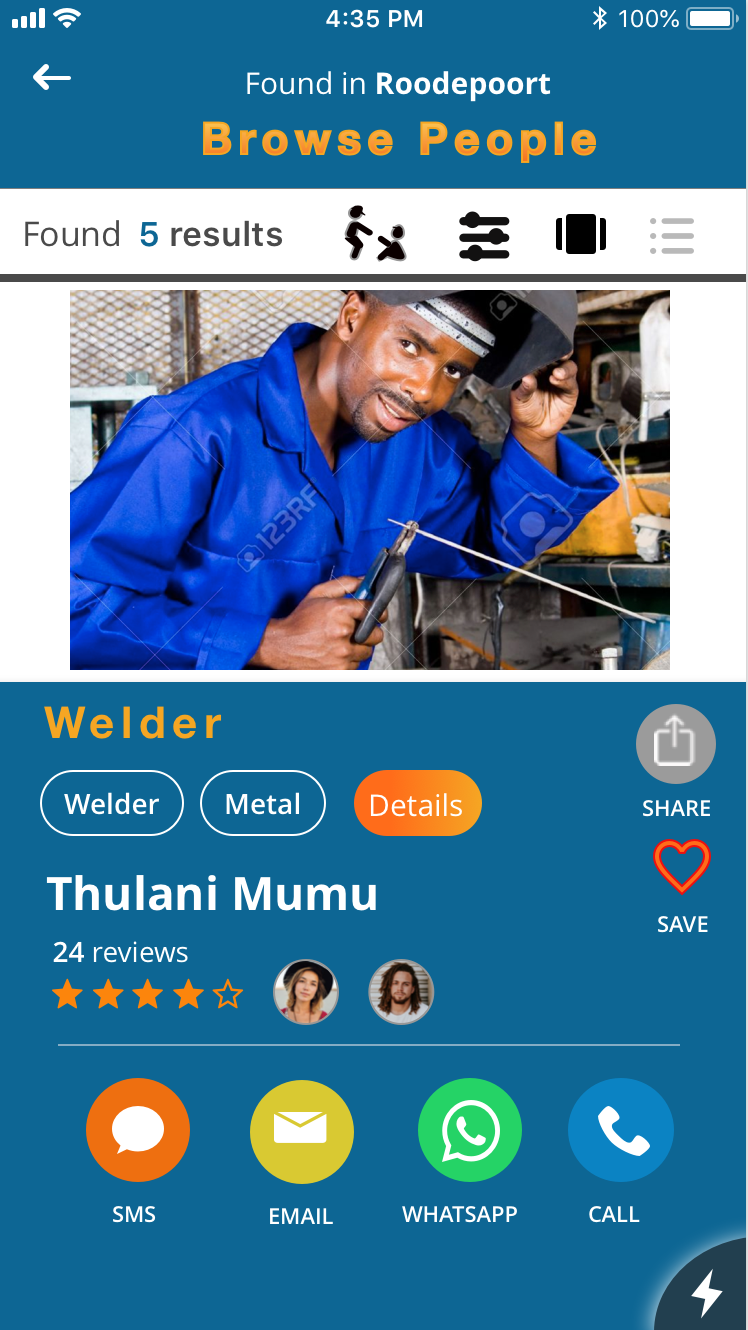 4:35 PM
100%
Found in Roodepoort
Browse People
Found 5 results
123RF
Welder
Welder Metal Details
SHARE
Thulani Mumu
SAVE
24 reviews
SMS EMAIL WHATSAPP CALL